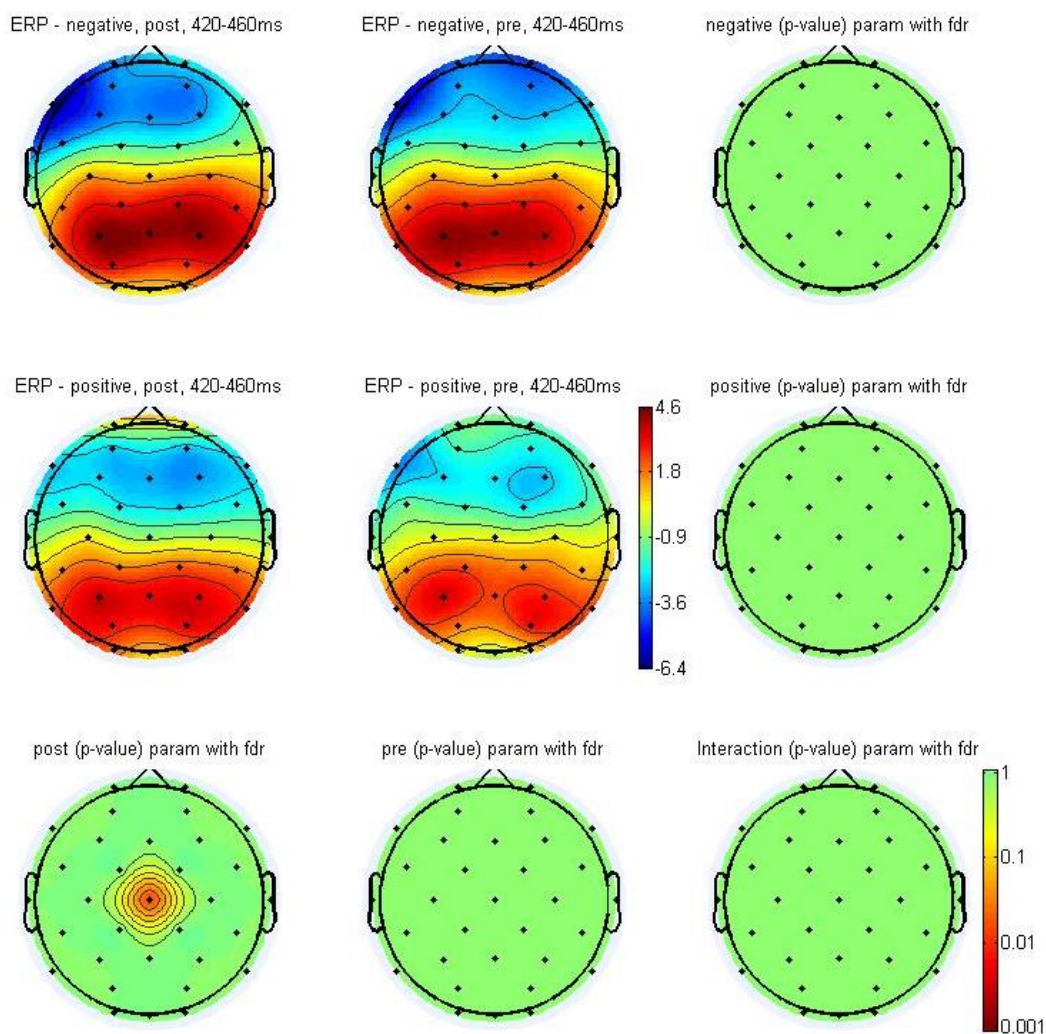 ERP - negative, post, 420-460ms
ERP - negative, pre, 420-460ms
negative (p-value) param with fdr
ERP - positive, post, 420-460ms
ERP - positive, pre, 420-460ms
positive (p-value) param with fdr
4.6
1.8
-0.9
-3.6
-6.4
post (p-value) param with fdr
pre (p-value) param with fdr
Interaction (p-value) param with fdr
1
0.1
0.01
0.001